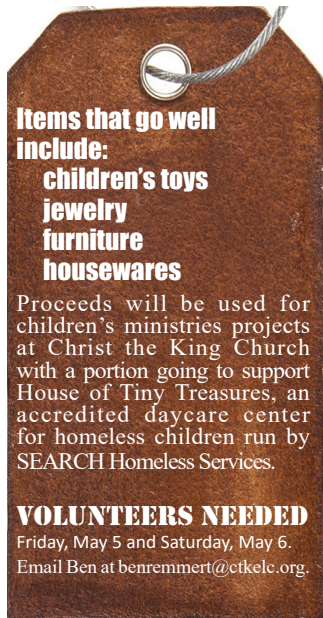 Items that go well
include:
children's toys
jewelry
furniture
housewares
Proceeds will be used for
children's ministries projects
at Christ the King Church
with a portion going to support
House of Tiny Treasures, an
accredited daycare center
for homeless children run by
SEARCH Homeless Services.
VOLUNTEERS NEEDED
Friday, May 5 and Saturday, May 6.
Email Ben at benremmert@ctkelc.org.